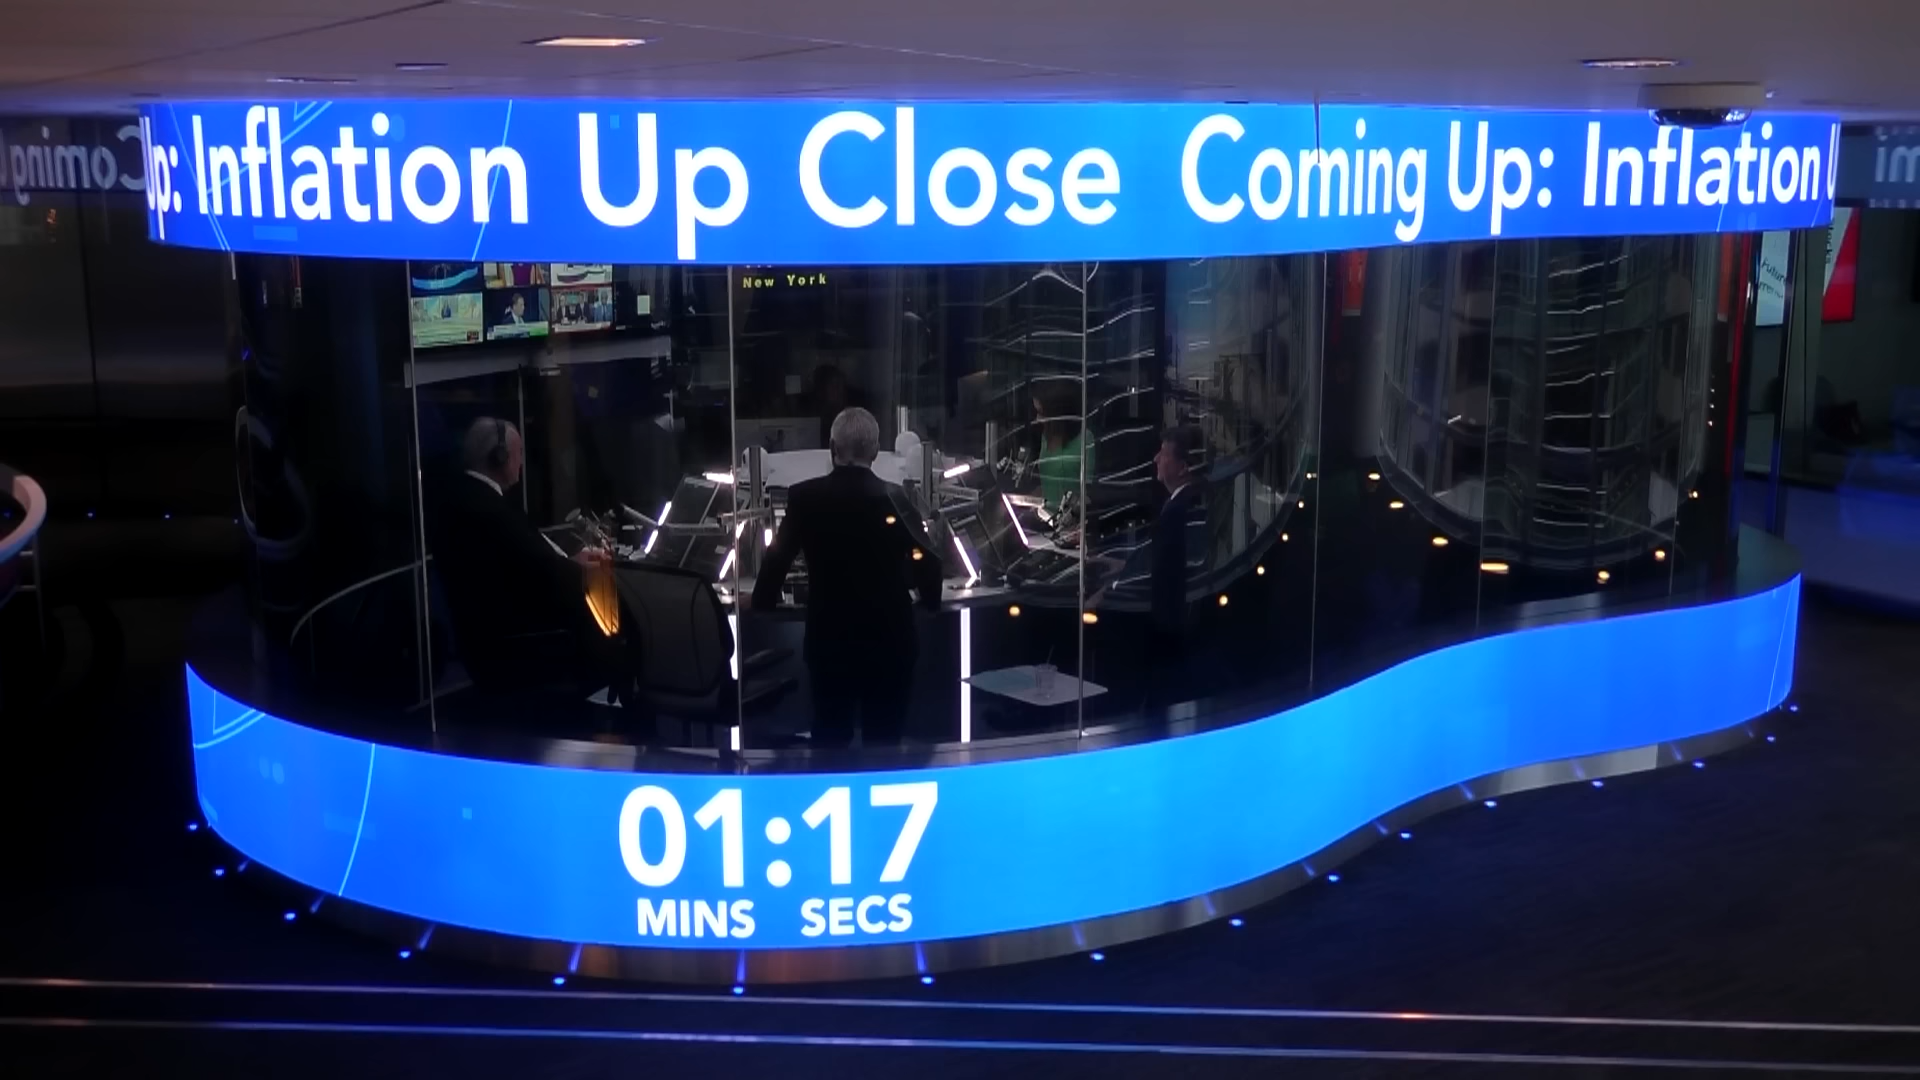 Up: Inflation Up Close Coming Up: Inflation U
New York
01:17
MINS SECS